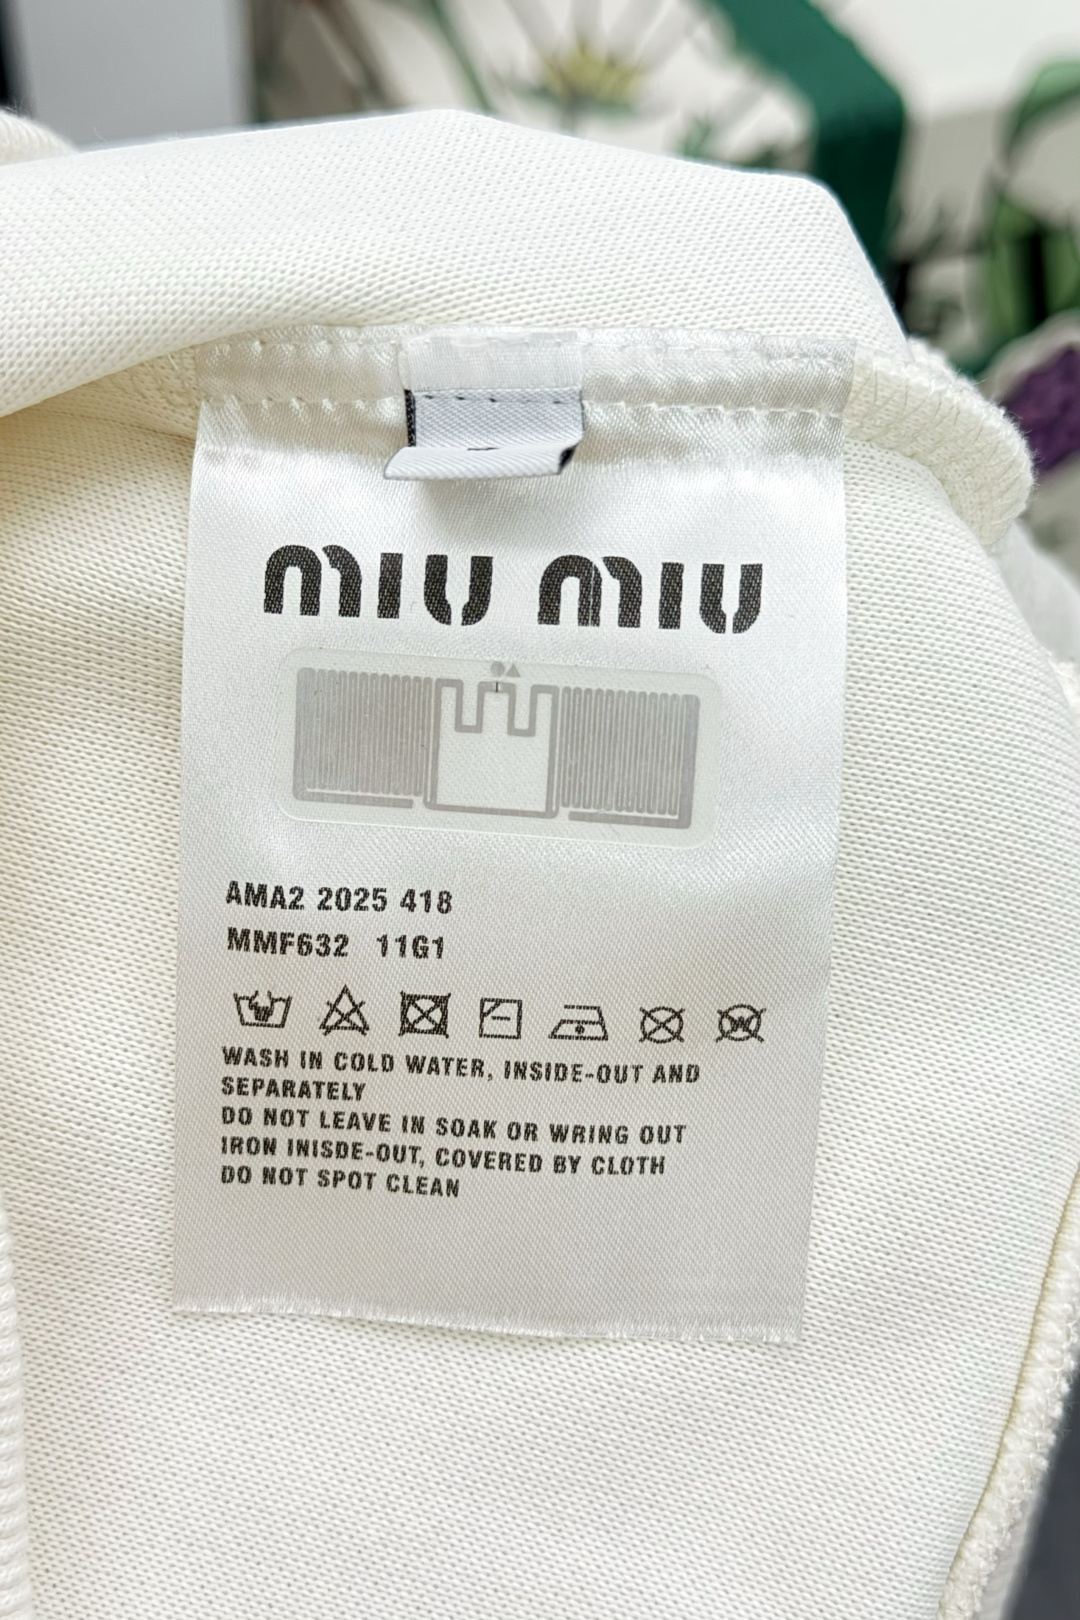 MIU MIU
AMA2 2025 418
MMF632 11G1
WASH IN COLD WATER, INSIDE-OUT AND
SEPARATELY
DO NOT LEAVE IN SOAK OR WRING OUT
IRON INISDE-OUT, COVERED BY CLOTH
DO NOT SPOT CLEAN